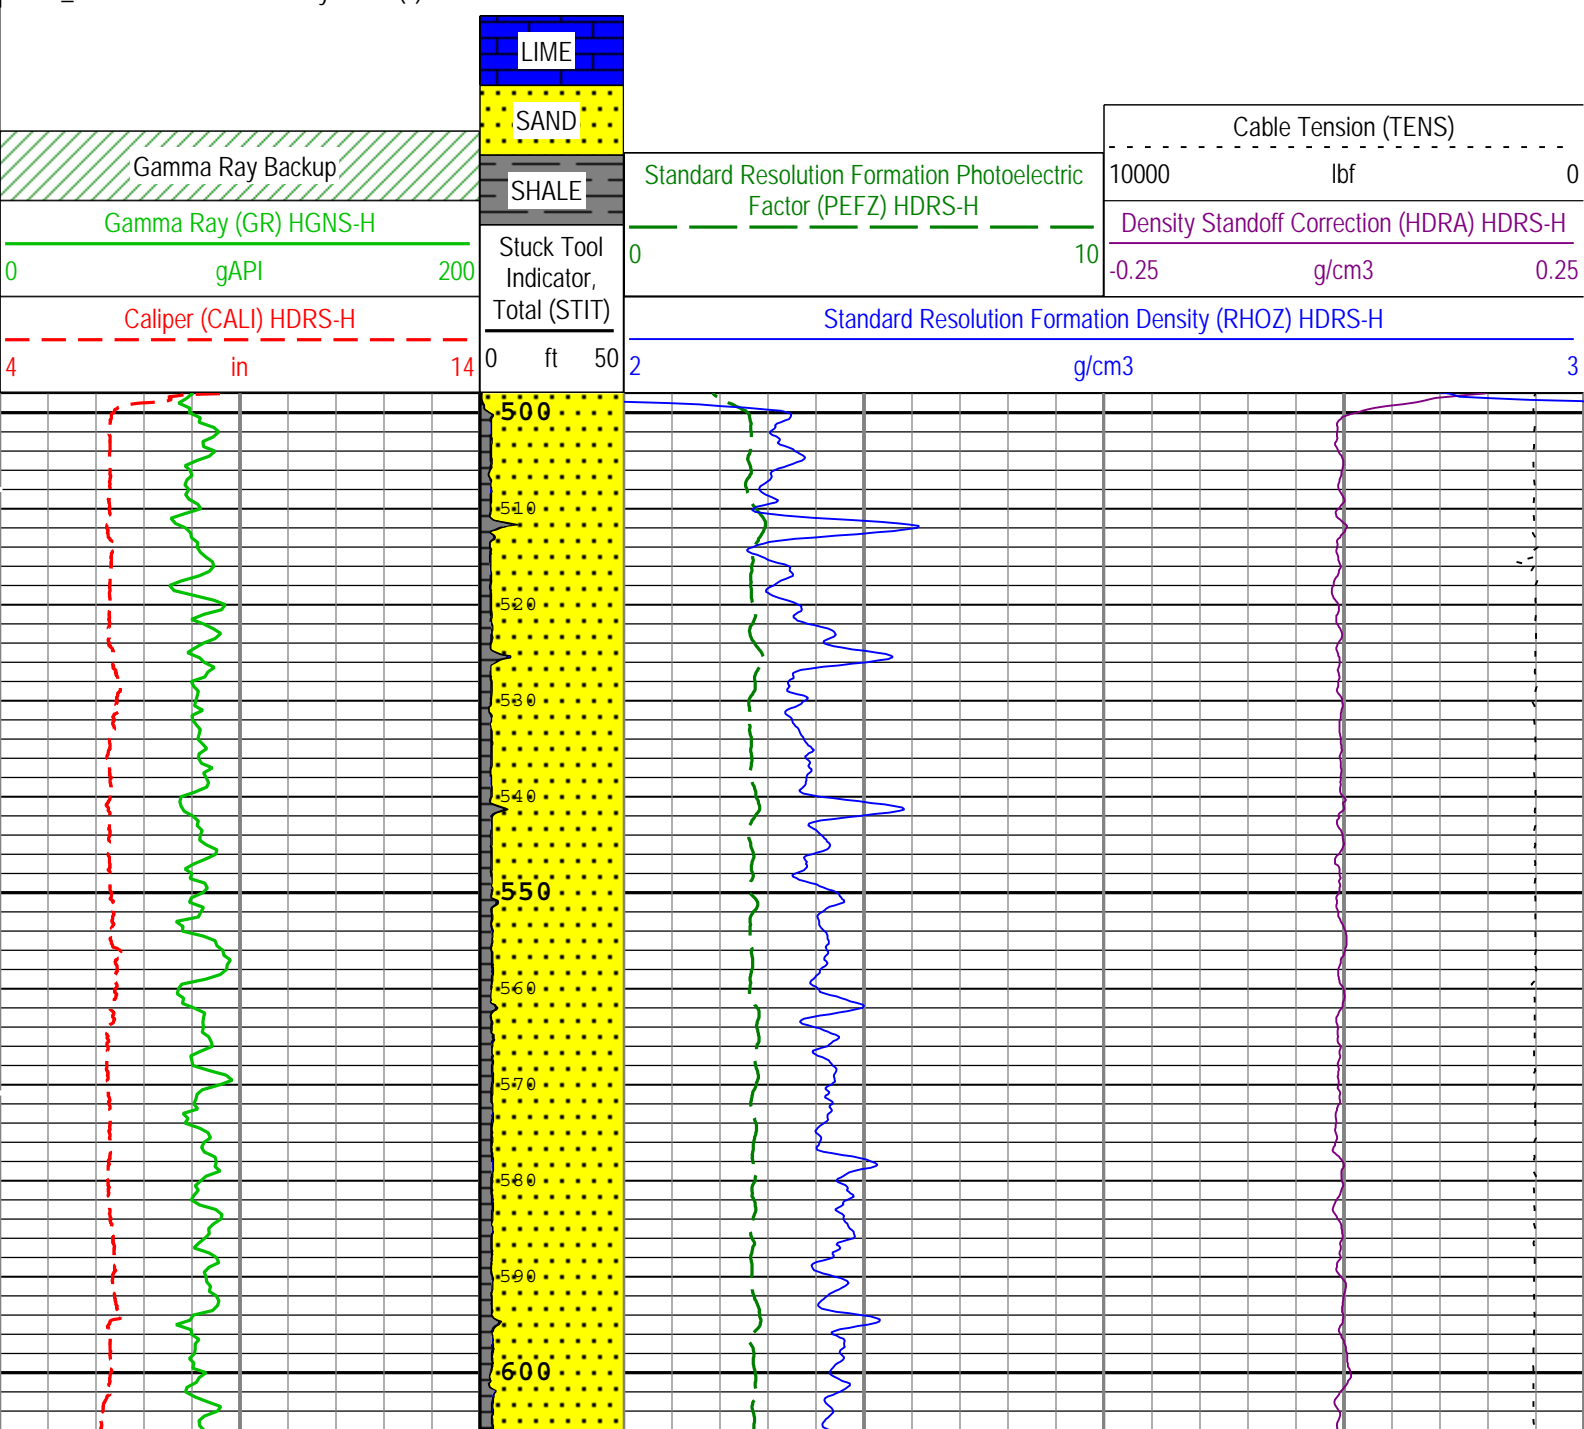 LIME
SAND
SHALE
Gamma Ray Backup
Gamma Ray (GR) HGNS-H
0 gAPI 200
Caliper (CALI) HDRS-H
4 in 14
Stuck Tool
Indicator,
Total (STIT)
0 ft 50
Standard Resolution Formation Photoelectric
Factor (PEFZ) HDRS-H
0 10
Cable Tension (TENS)
10000 lbf 0
Density Standoff Correction (HDRA) HDRS-H
-0.25 g/cm3 0.25
Standard Resolution Formation Density (RHOZ) HDRS-H
2 g/cm3 3
500
510
520
530
540
550
560
570
580
590
600